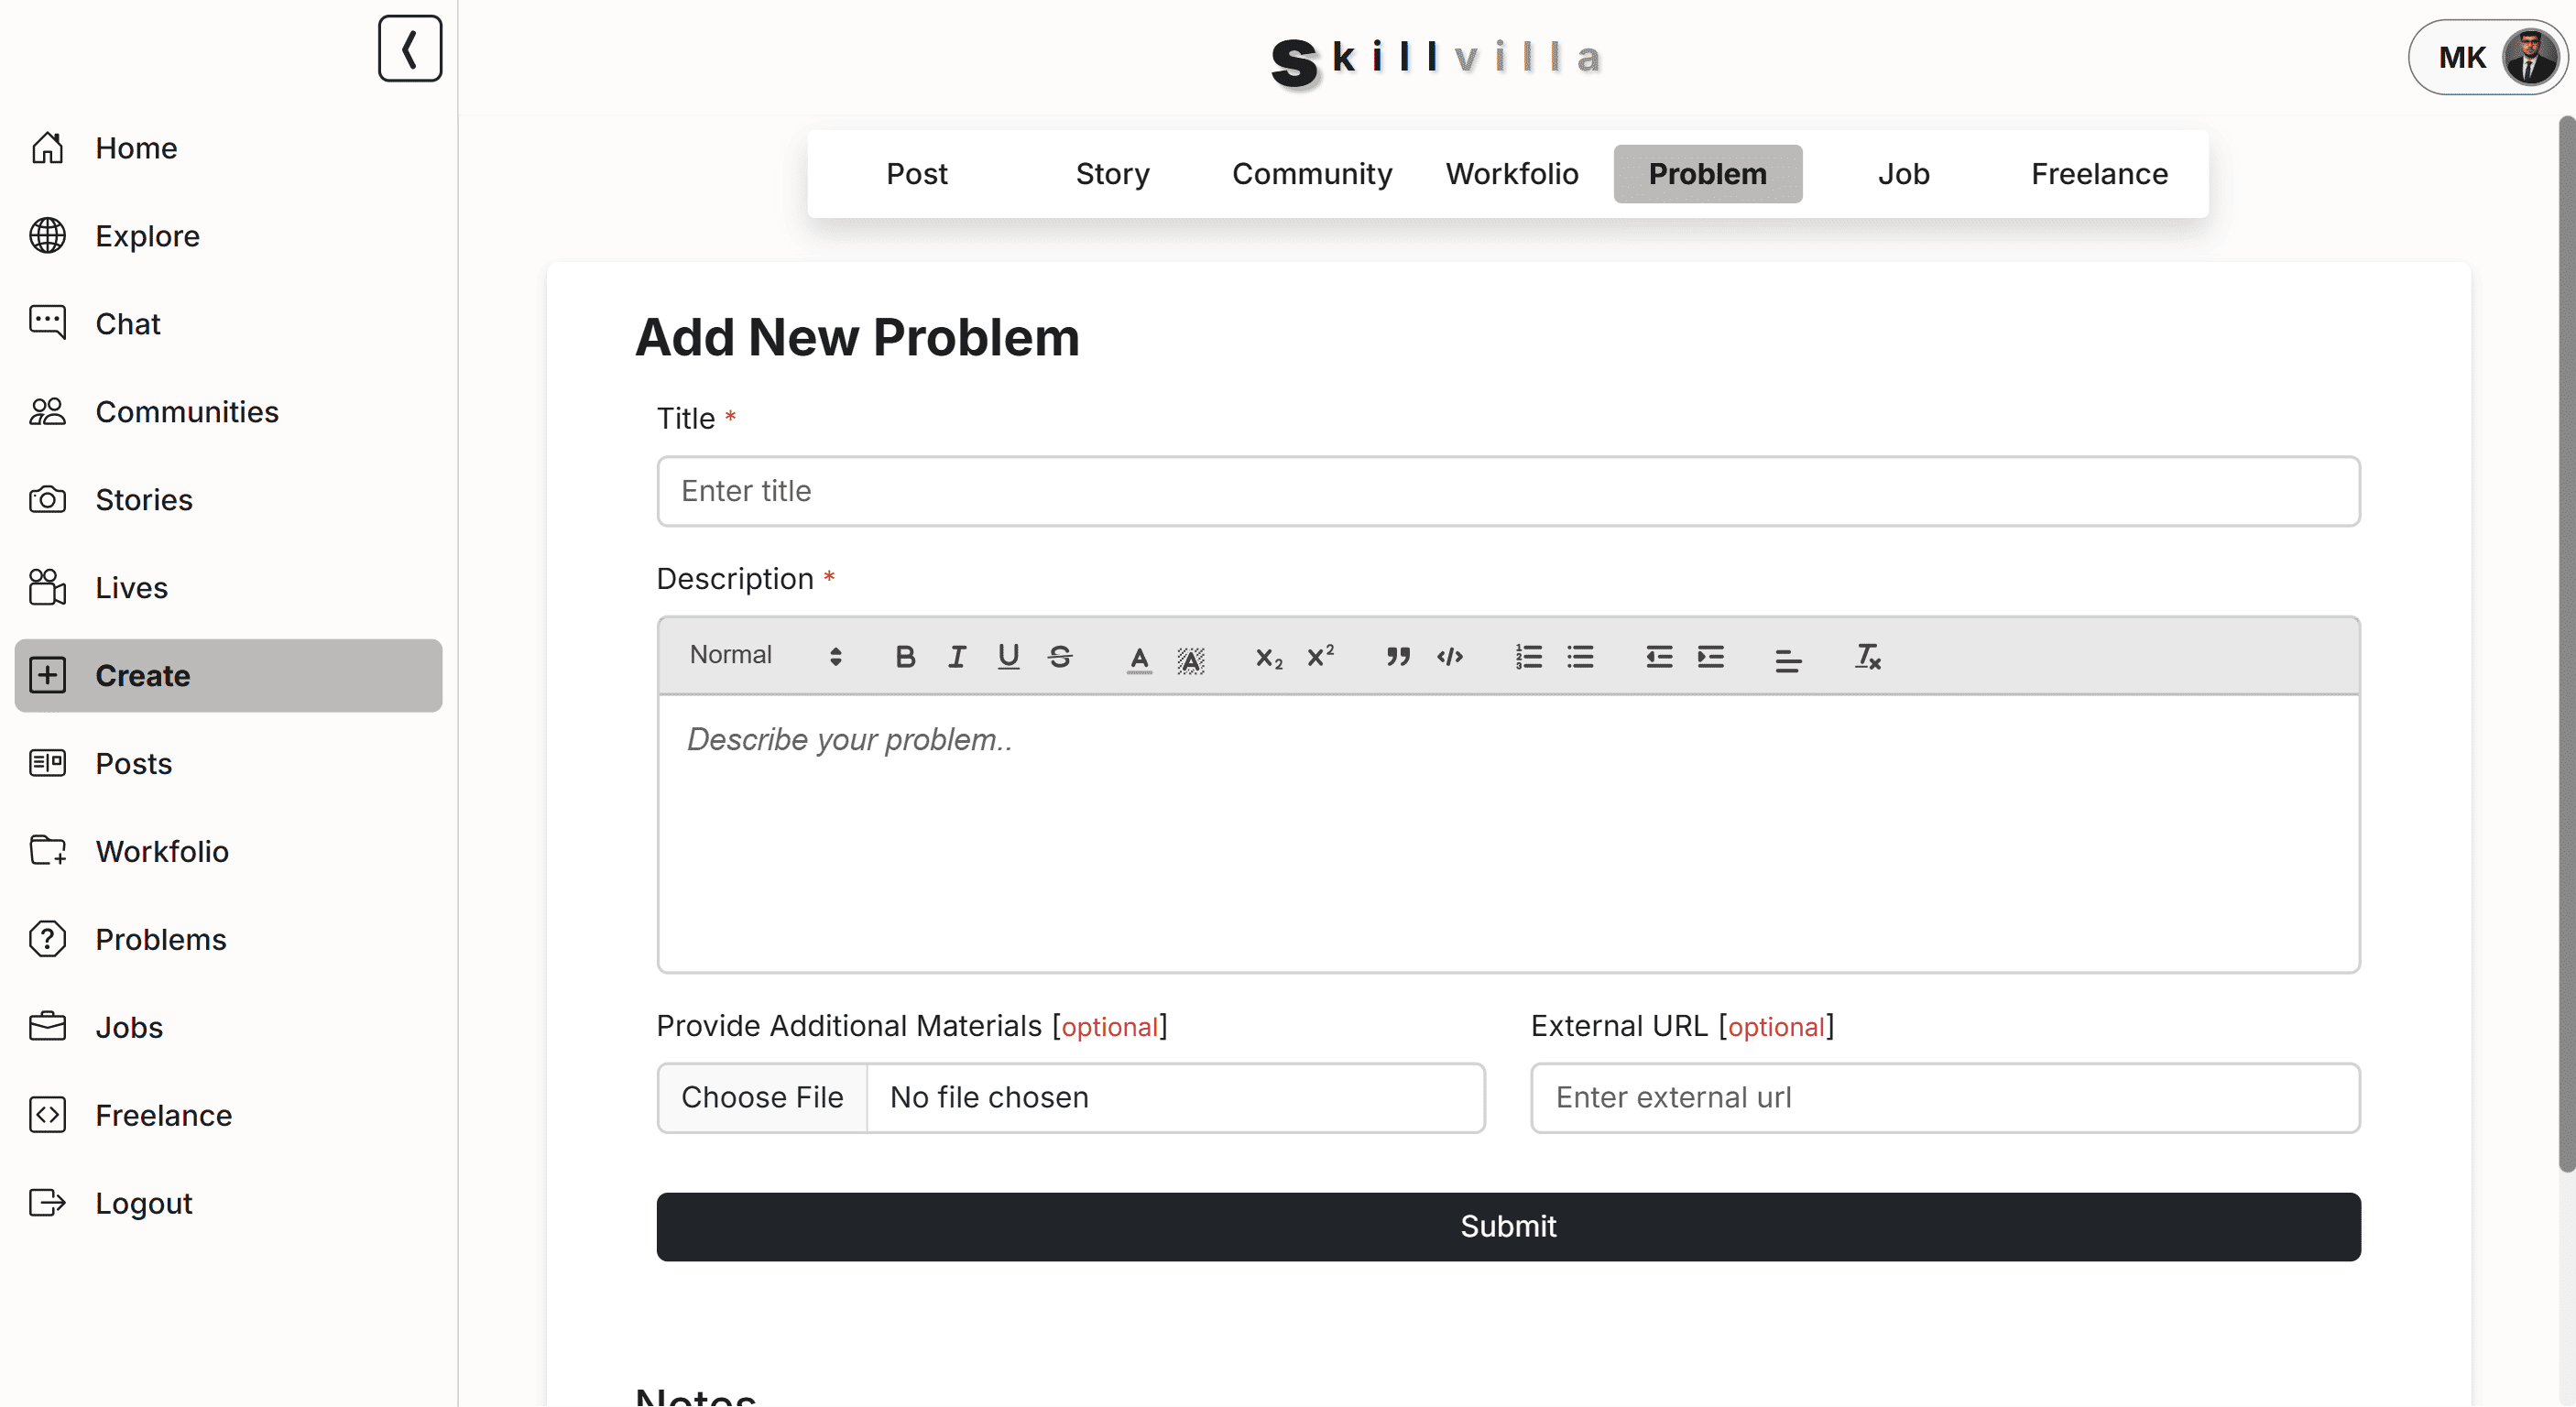 Skillvilla
MK
Home
Explore
Chat
Communities
Stories
Lives
Create
Posts
Workfolio
Problems
Jobs
Freelance
Logout
Post Story Community Workfolio Problem Job Freelance
Add New Problem
Title *
Enter title
Description *
Normal
Describe your problem..
Provide Additional Materials [optional]
Choose File No file chosen
External URL [optional]
Enter external url
Submit
Notes